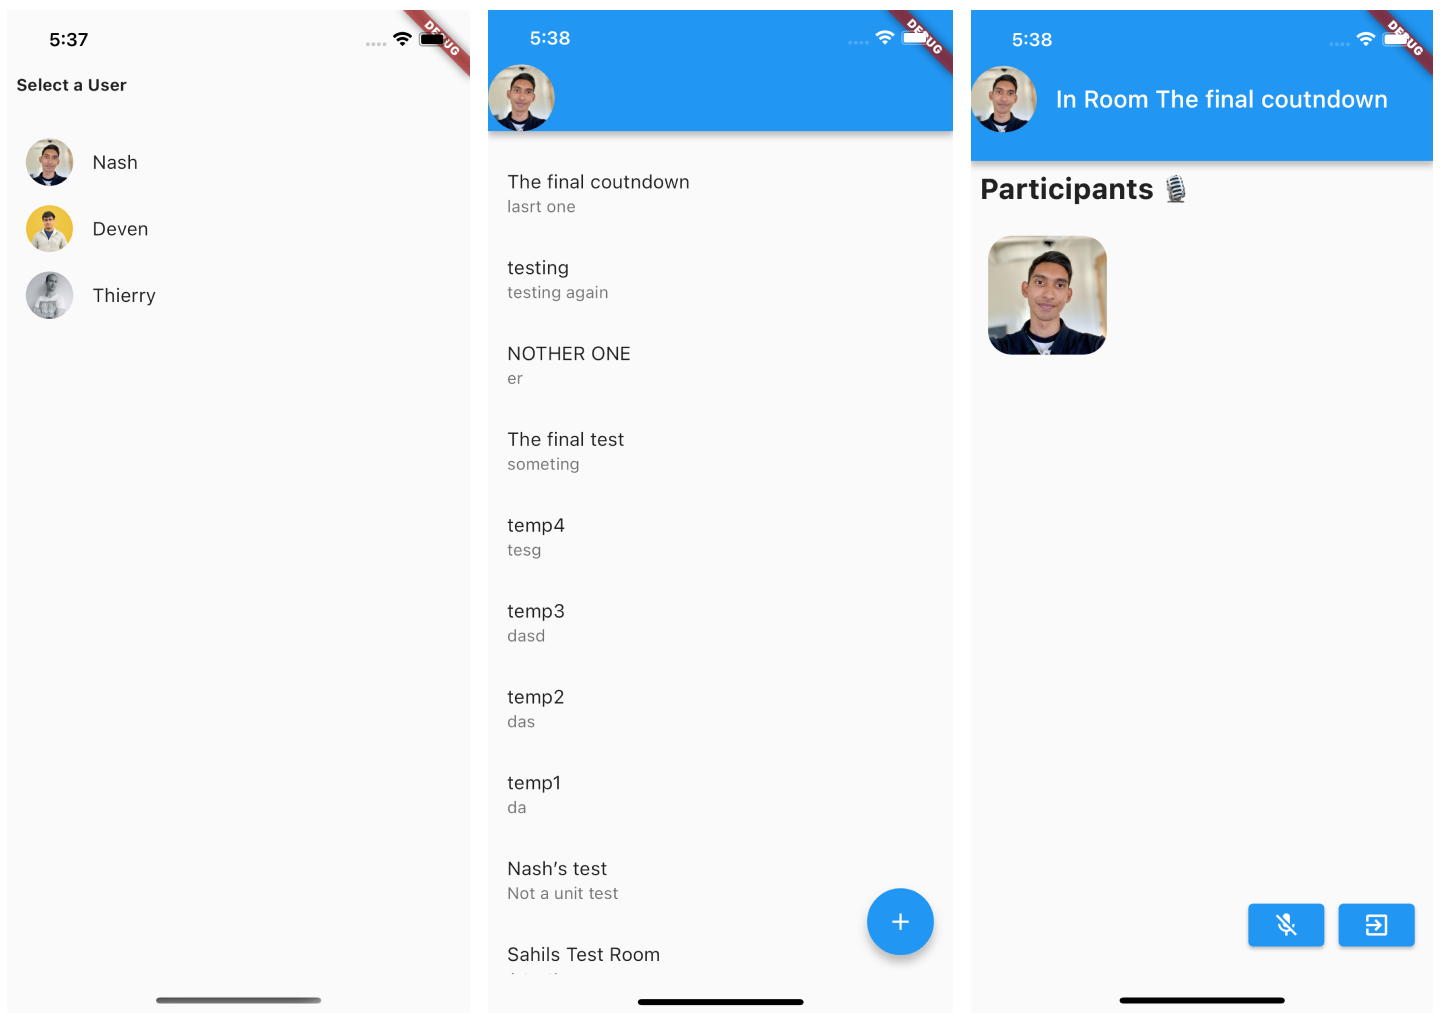 5:37
DEBUG
Select a User
Nash
Deven
Thierry
5:38
DEBUG
The final coutndown
lasrt one
testing
testing again
NOTHER ONE
er
The final test
someting
temp4
tesg
temp3
dasd
temp2
das
temp1
da
Nash's test
Not a unit test
Sahils Test Room
5:38
DEBUG
In Room The final coutndown
Participants 🎙️